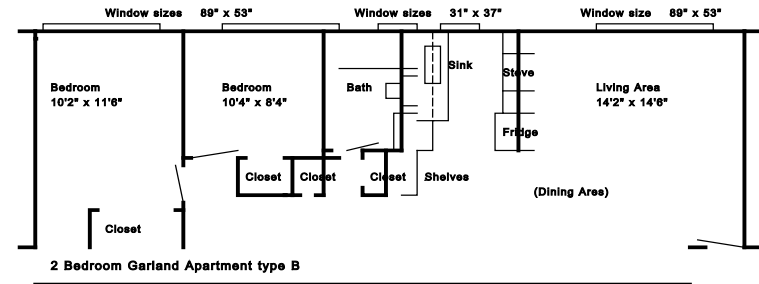 Window sizes 89" x 53" Window sizes 31" x 37" Window size 89" x 53"
Sink
Stove
Bedroom
10'2" x 11'6"
Bedroom
10'4" x 8'4"
Bath
Living Area
14'2" x 14'6"
Fridge
Closet
Closet
Closet
Shelves
(Dining Area)
Closet
2 Bedroom Garland Apartment type B